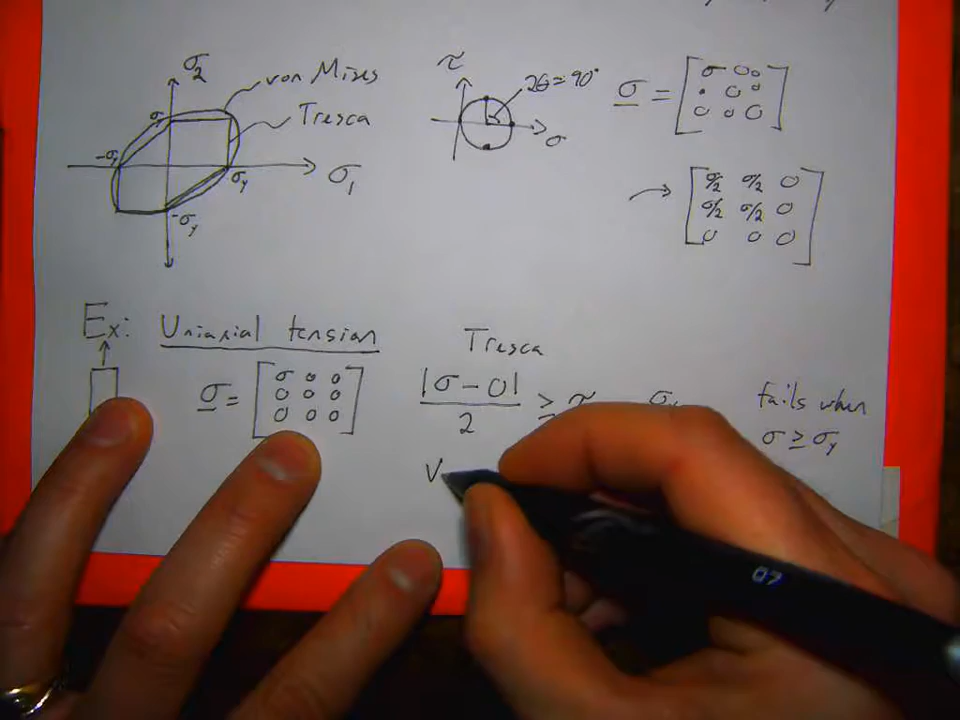 σ₂
von Mises
Tresca
σy
-σy
σy
-σy
σ₁
τ
2θ = 90°
σ
σ = [σ 0 0
· 0 0
0 0 0]
→ [σ/2 σ/2 0
σ/2 σ/2 0
0 0 0]
Ex: Uniaxial tension
σ = [σ 0 0
0 0 0
0 0 0]
Tresca
|σ - 0| / 2 ≥ τ
fails when
σ ≥ σy
V
07